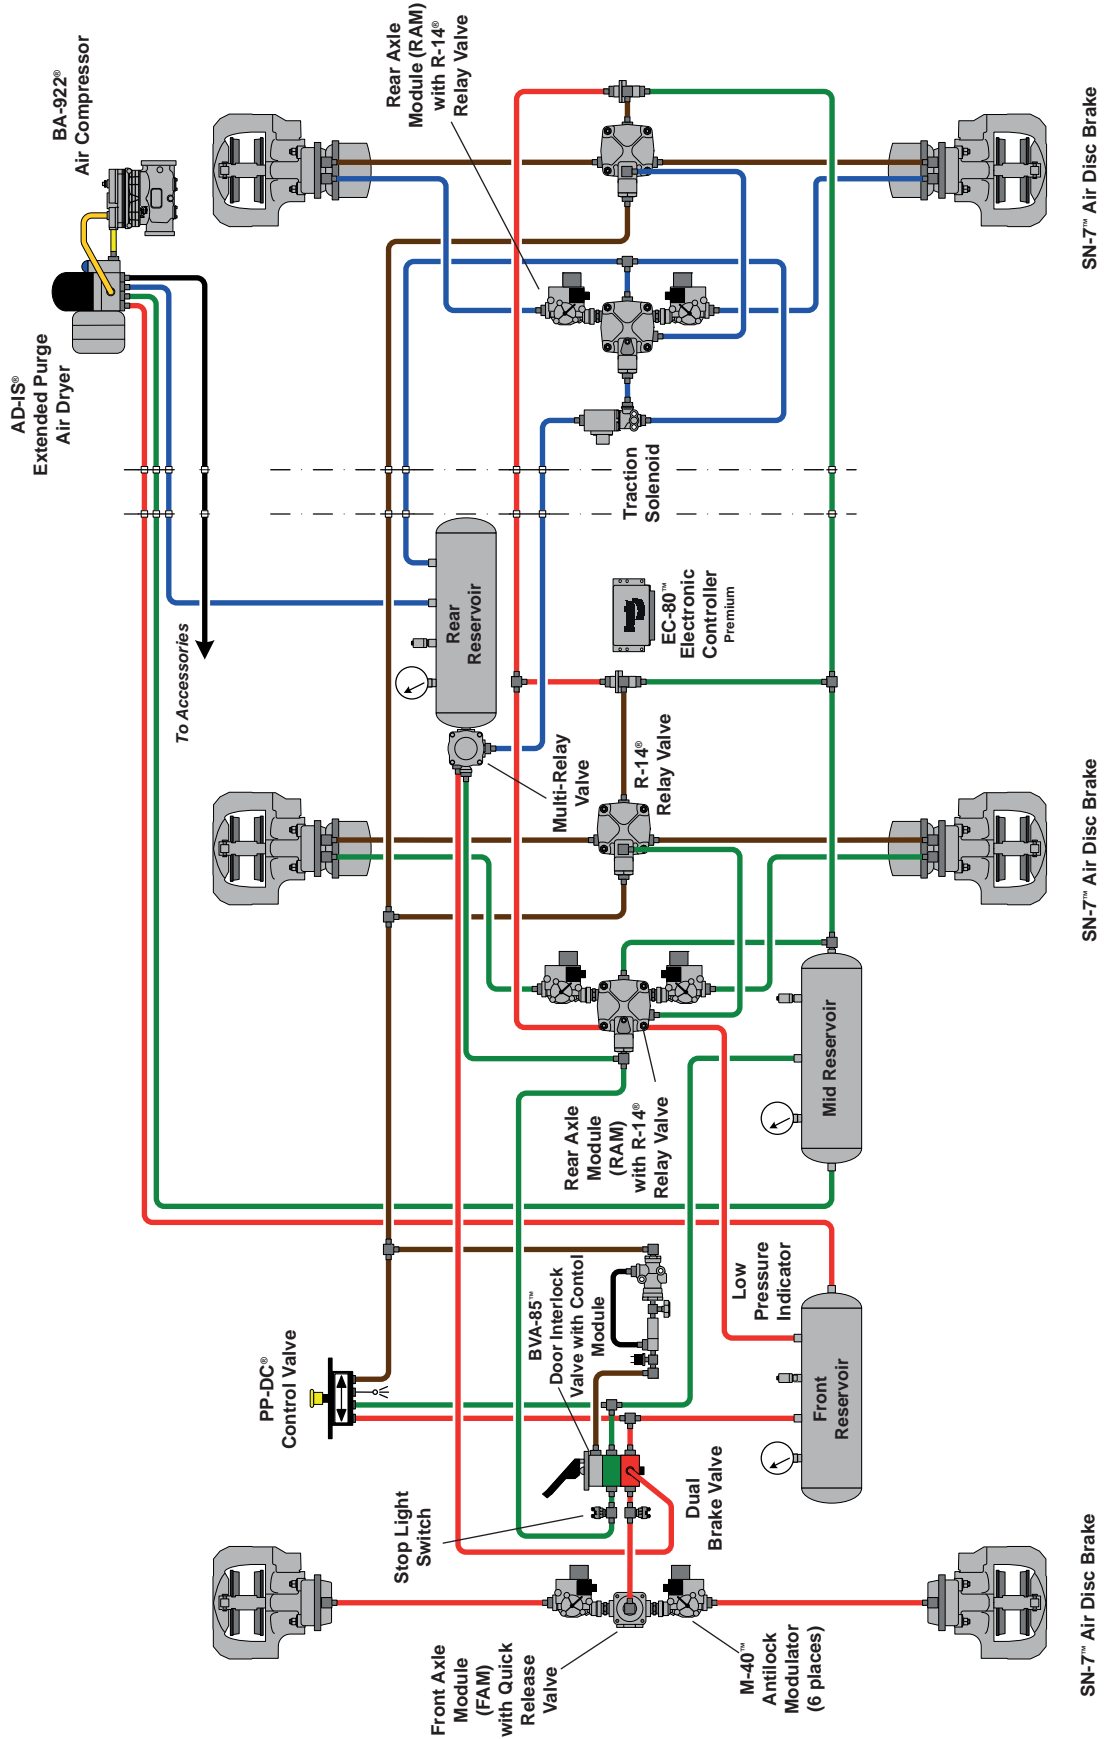 BA-922®
Air Compressor
AD-IS®
Extended Purge
Air Dryer
Rear Axle
Module (RAM)
with R-14®
Relay Valve
SN-7™ Air Disc Brake
Traction
Solenoid
To Accessories
Rear
Reservoir
EC-80™
Electronic
Controller
Premium
Multi-Relay
Valve
R-14®
Relay Valve
SN-7™ Air Disc Brake
Mid Reservoir
Rear Axle
Module
(RAM)
with R-14®
Relay Valve
PP-DC®
Control Valve
BVA-85™
Door Interlock
Valve with Contol
Module
Low
Pressure
Indicator
Front
Reservoir
Stop Light
Switch
Dual
Brake Valve
Front Axle
Module
(FAM)
with Quick
Release
Valve
M-40™
Antilock
Modulator
(6 places)
SN-7™ Air Disc Brake